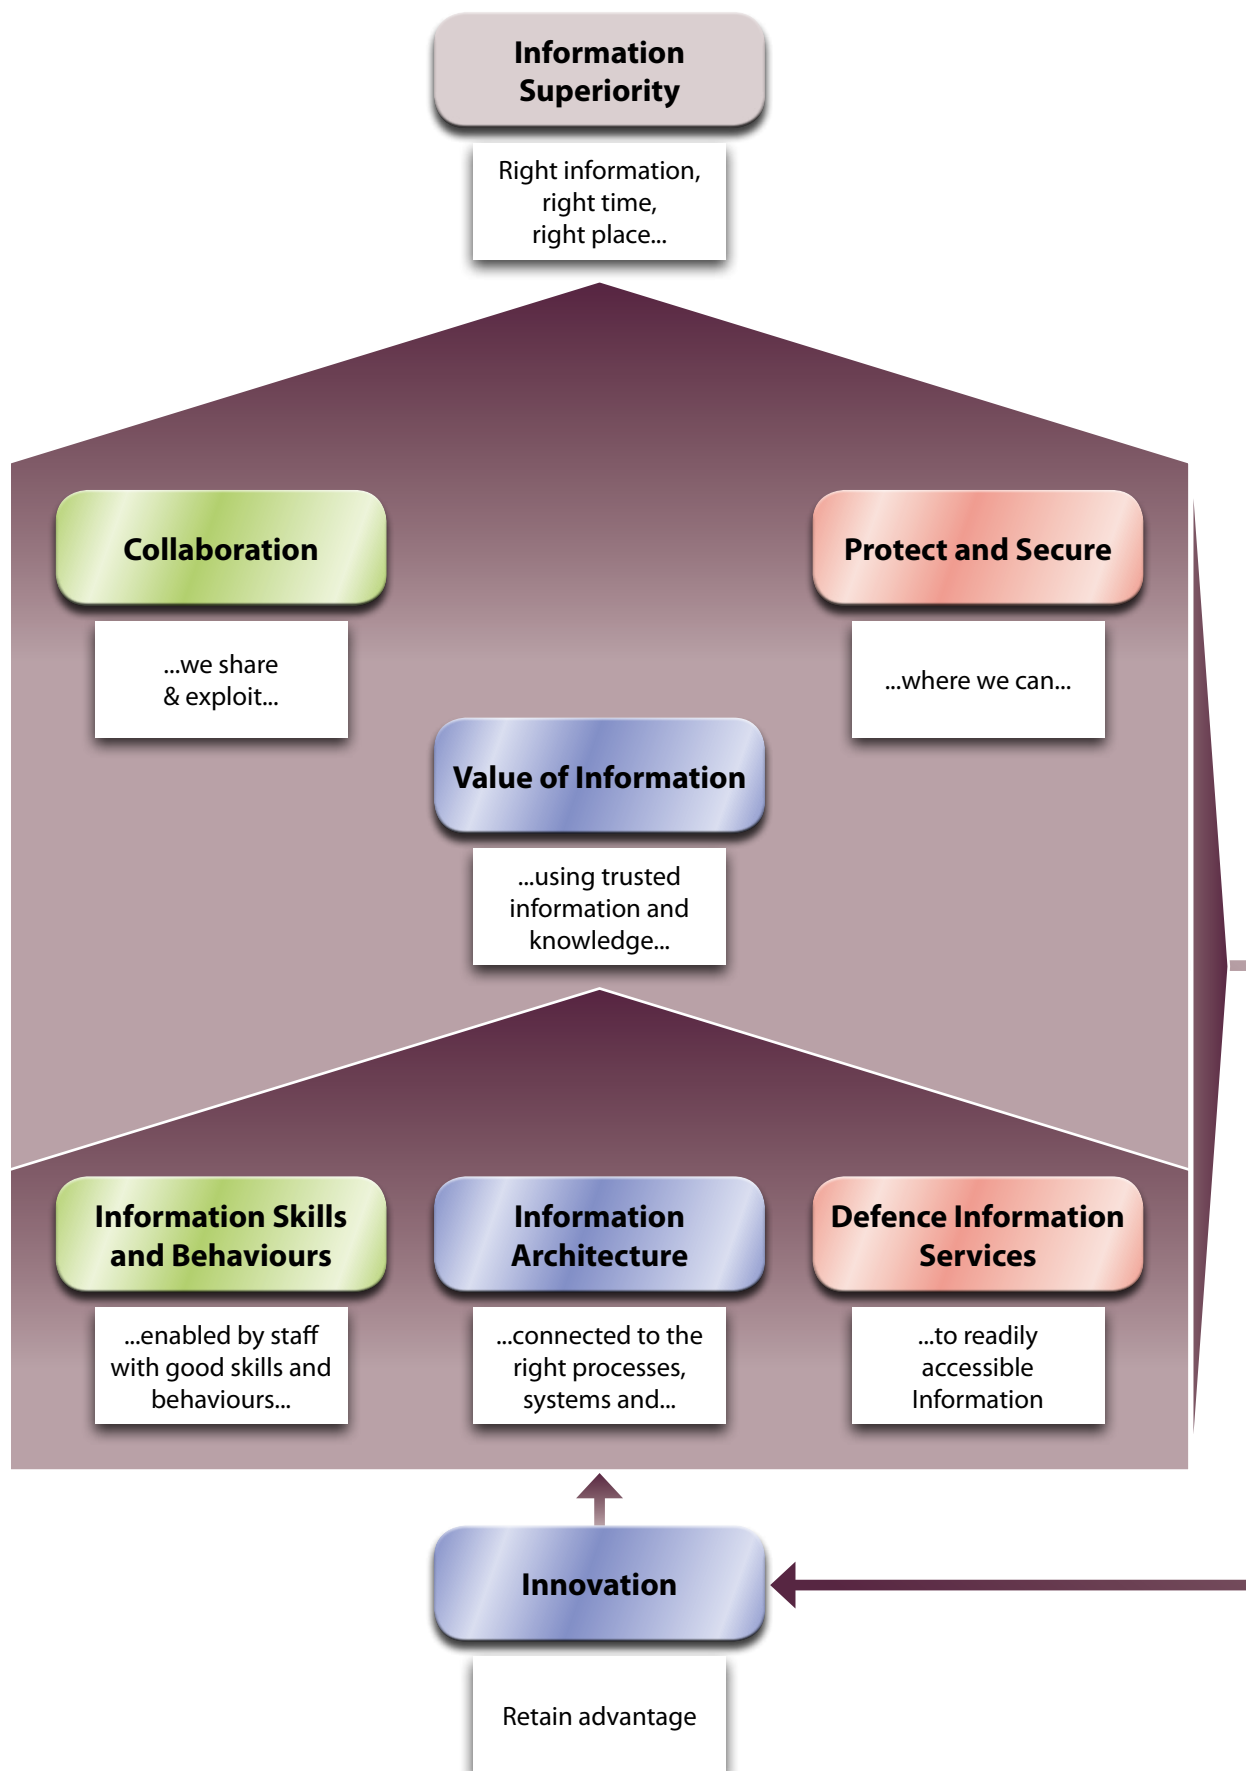 Information
Superiority
Right information,
right time,
right place...
Collaboration
...we share
& exploit...
Protect and Secure
...where we can...
Value of Information
...using trusted
information and
knowledge...
Information Skills
and Behaviours
...enabled by staff
with good skills and
behaviours...
Information
Architecture
...connected to the
right processes,
systems and...
Defence Information
Services
...to readily
accessible
Information
Innovation
Retain advantage